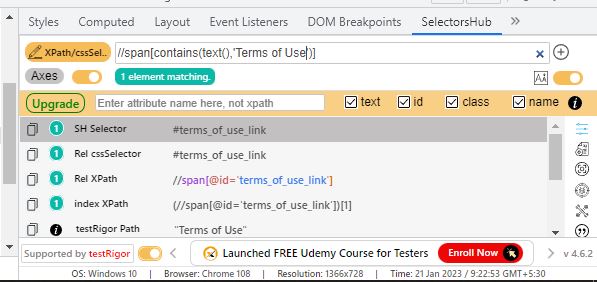 Styles Computed Layout Event Listeners DOM Breakpoints SelectorsHub
XPath/cssSel.. //span[contains(text(),'Terms of Use')]
Axes 1 element matching.
Upgrade Enter attribute name here, not xpath text id class name
1 SH Selector #terms_of_use_link
1 Rel cssSelector #terms_of_use_link
1 Rel XPath //span[@id='terms_of_use_link']
1 index XPath (//span[@id='terms_of_use_link'])[1]
testRigor Path "Terms of Use"
Supported by testRigor Launched FREE Udemy Course for Testers Enroll Now v 4.6.2
OS: Windows 10 | Browser: Chrome 108 | Resolution: 1366x728 | Time: 21 Jan 2023 / 9:22:53 GMT+5:30